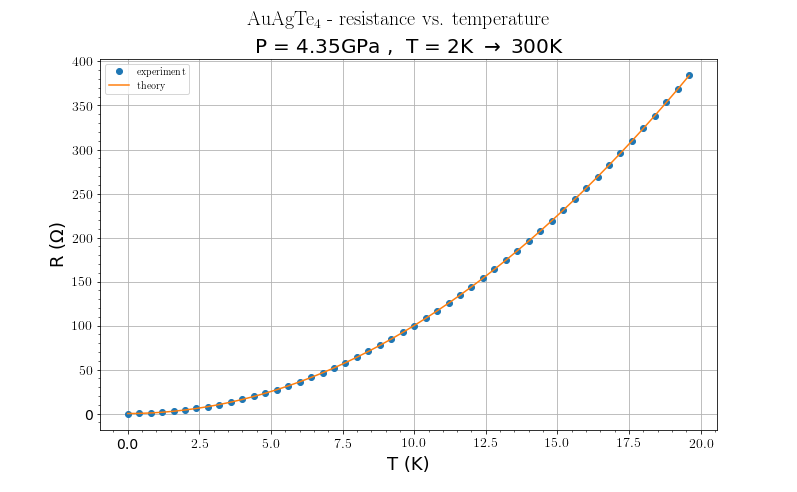 AuAgTe₄ - resistance vs. temperature
P = 4.35GPa , T = 2K → 300K
experiment
theory
R (Ω)
400
350
300
250
200
150
100
50
0
0.0 2.5 5.0 7.5 10.0 12.5 15.0 17.5 20.0
T (K)